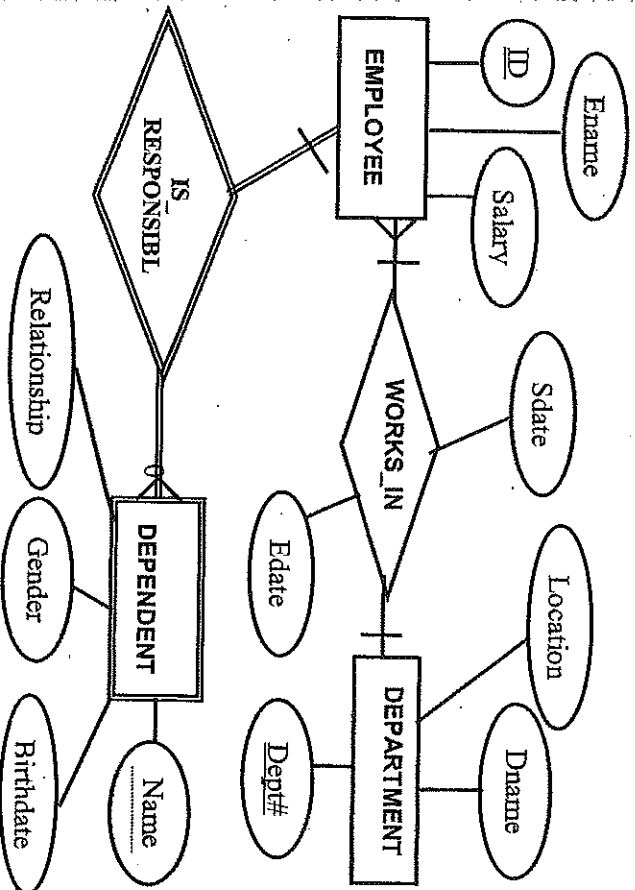 ID
Ename
Salary
EMPLOYEE
Sdate
WORKS_IN
Edate
Location
Dname
DEPARTMENT
Dept#
IS_
RESPONSIBL
Relationship
Gender
DEPENDENT
Name
Birthdate